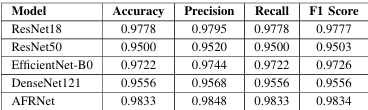 Model Accuracy Precision Recall F1 Score
ResNet18 0.9778 0.9795 0.9778 0.9777
ResNet50 0.9500 0.9520 0.9500 0.9503
EfficientNet-B0 0.9722 0.9744 0.9722 0.9726
DenseNet121 0.9556 0.9568 0.9556 0.9556
AFRNet 0.9833 0.9848 0.9833 0.9834